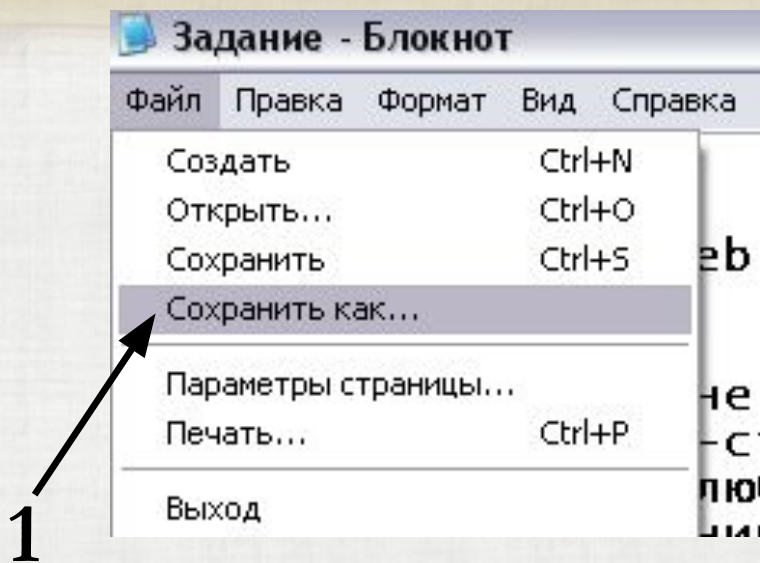 Задание - Блокнот
Файл Правка Формат Вид Справка
Создать Ctrl+N
Открыть... Ctrl+O
Сохранить Ctrl+S
Сохранить как...
Параметры страницы...
Печать... Ctrl+P
Выход
1